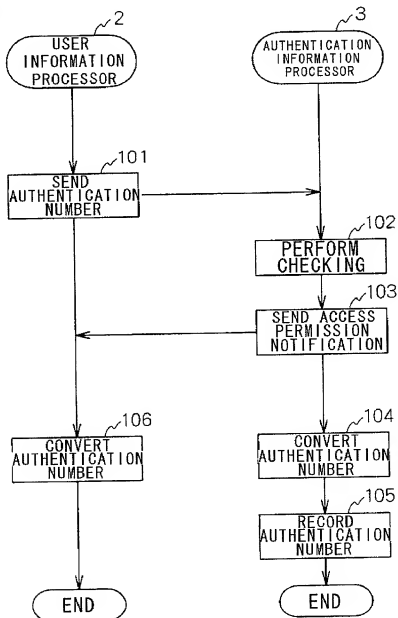 2
USER
INFORMATION
PROCESSOR
3
AUTHENTICATION
INFORMATION
PROCESSOR
101
SEND
AUTHENTICATION
NUMBER
102
PERFORM
CHECKING
103
SEND ACCESS
PERMISSION
NOTIFICATION
106
CONVERT
AUTHENTICATION
NUMBER
104
CONVERT
AUTHENTICATION
NUMBER
105
RECORD
AUTHENTICATION
NUMBER
END
END